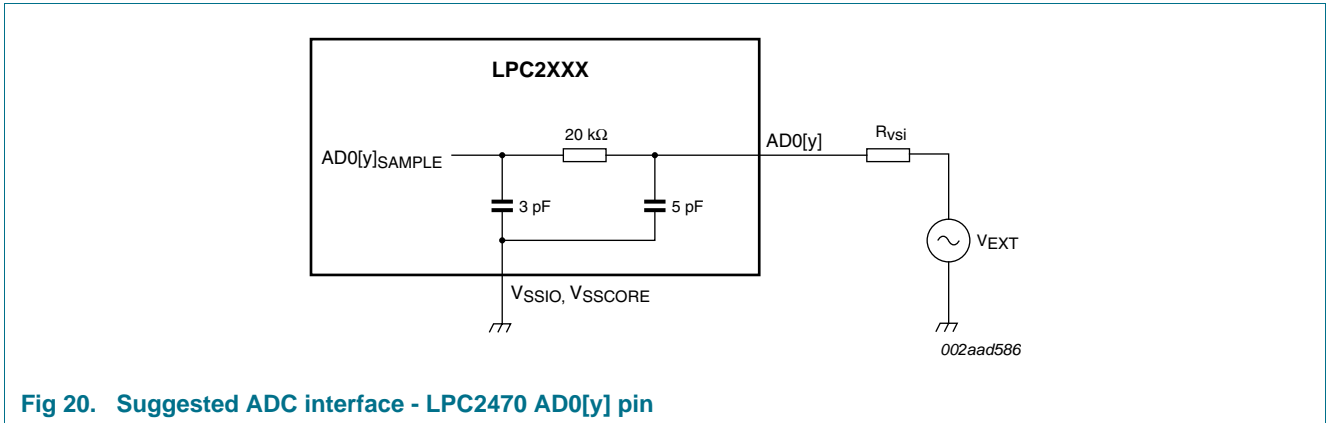 LPC2XXX
20 kΩ
AD0[y]
Rvsi
AD0[y]SAMPLE
3 pF
5 pF
VEXT
VSSIO, VSSCORE
002aad586
Fig 20. Suggested ADC interface - LPC2470 AD0[y] pin